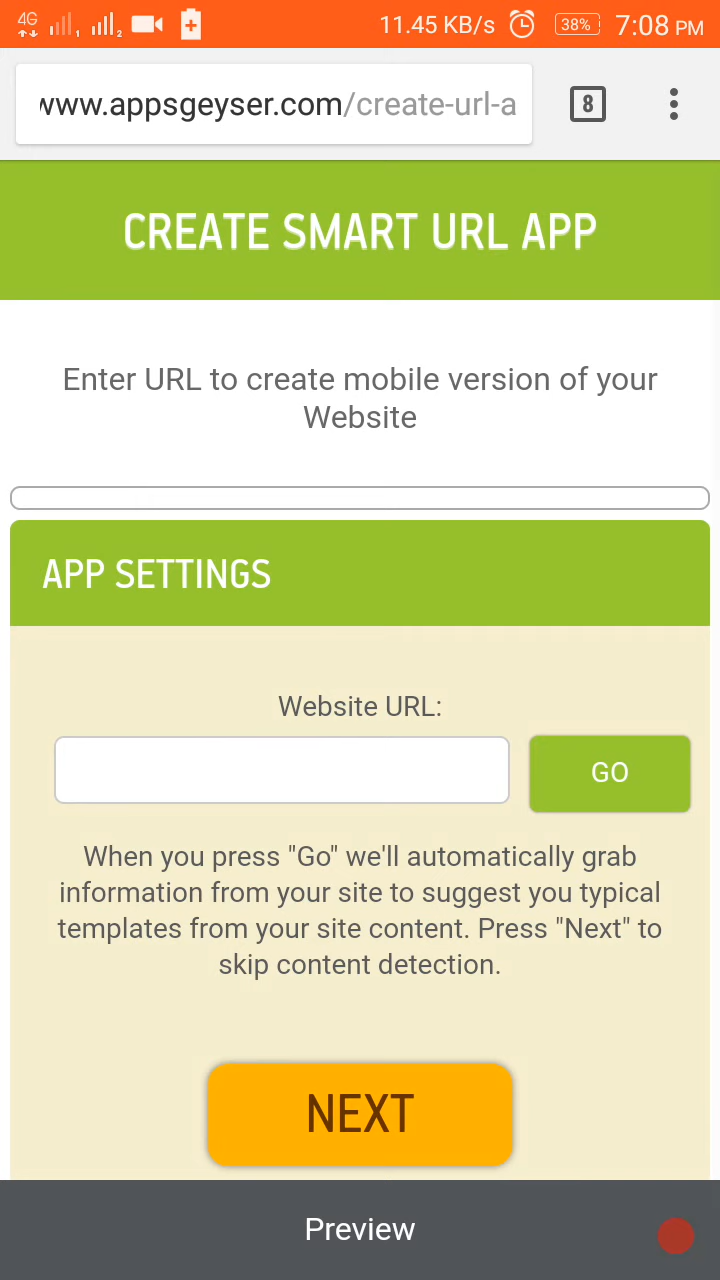 4G 1 2 11.45 KB/s 38% 7:08 PM
www.appsgeyser.com/create-url-a 8
CREATE SMART URL APP
Enter URL to create mobile version of your
Website
APP SETTINGS
Website URL:
GO
When you press "Go" we'll automatically grab
information from your site to suggest you typical
templates from your site content. Press "Next" to
skip content detection.
NEXT
Preview